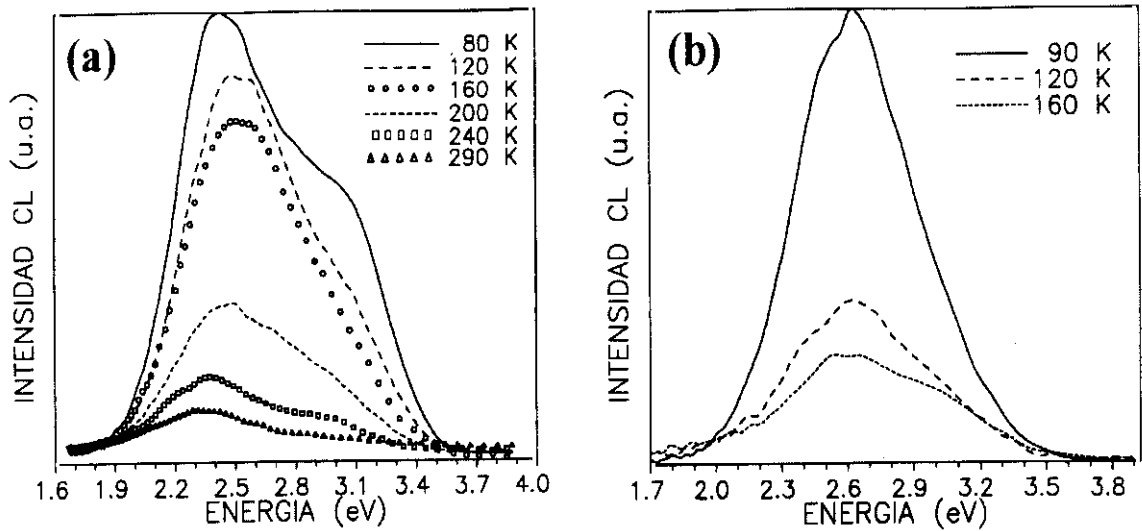 (a)
80 K
120 K
160 K
200 K
240 K
290 K
INTENSIDAD CL (u.a.)
1.6 1.9 2.2 2.5 2.8 3.1 3.4 3.7 4.0
ENERGIA (eV)
(b)
90 K
120 K
160 K
INTENSIDAD CL (u.a.)
1.7 2.0 2.3 2.6 2.9 3.2 3.5 3.8
ENERGIA (eV)